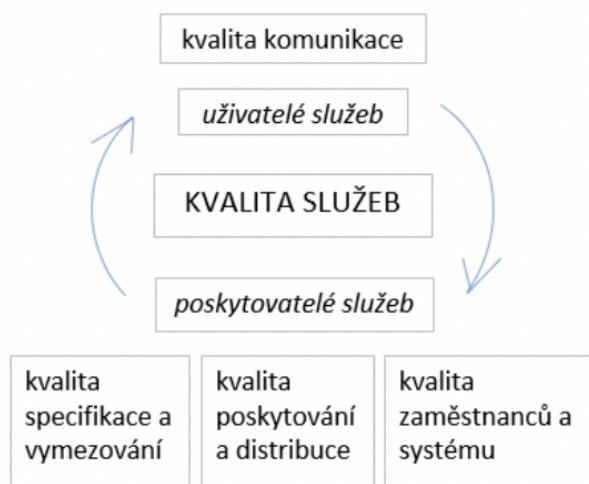 kvalita komunikace
uživatelé služeb
KVALITA SLUŽEB
poskytovatelé služeb
kvalita
specifikace a
vymezování
kvalita
poskytování
a distribuce
kvalita
zaměstnanců a
systému